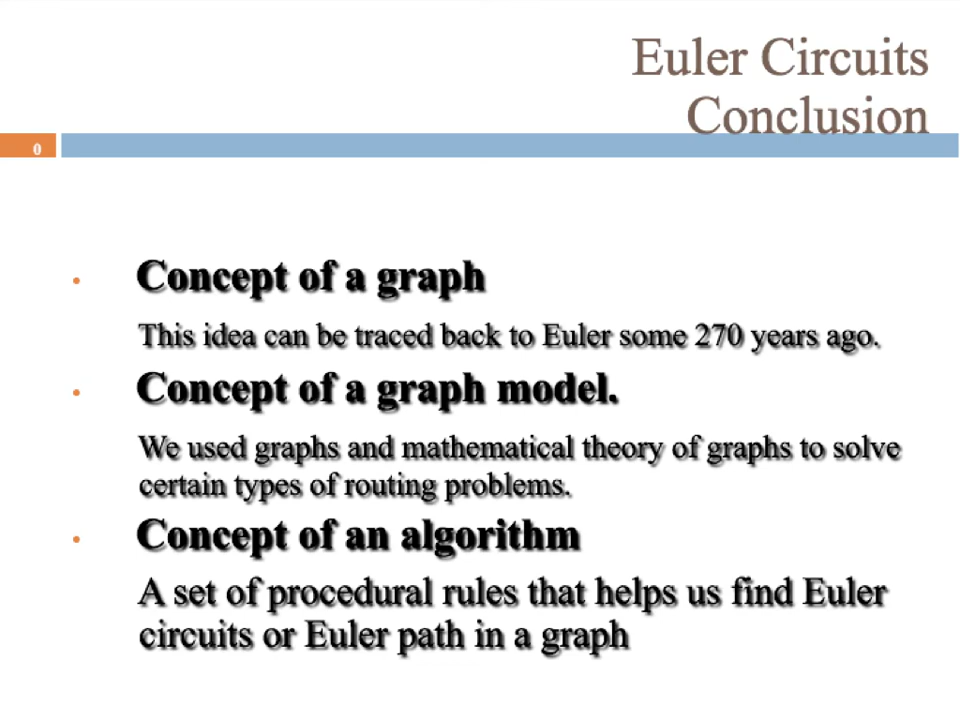 Euler Circuits
Conclusion
0
• Concept of a graph
This idea can be traced back to Euler some 270 years ago.
• Concept of a graph model.
We used graphs and mathematical theory of graphs to solve
certain types of routing problems.
• Concept of an algorithm
A set of procedural rules that helps us find Euler
circuits or Euler path in a graph